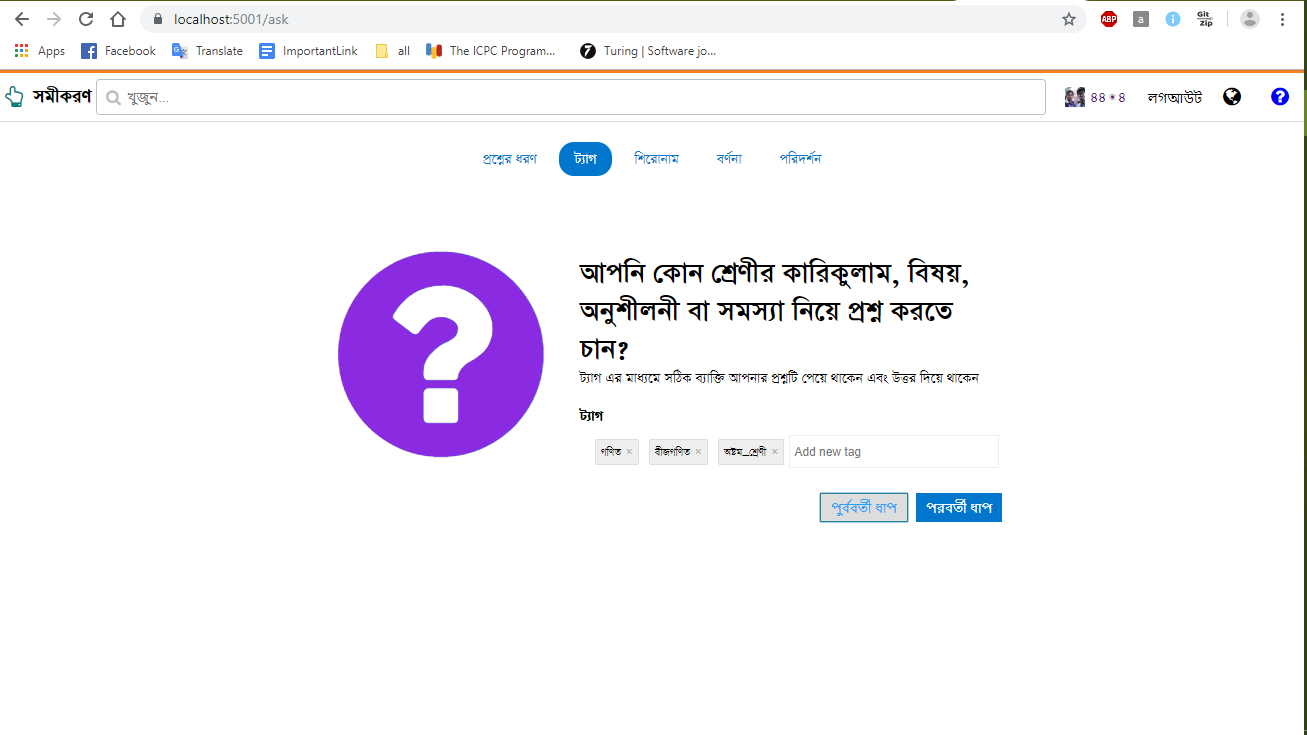 localhost:5001/ask
ABP a i Git Zip
Apps Facebook Translate ImportantLink all The ICPC Program... Turing | Software jo...
সমীকরণ খুজুন... 88 * 8 লগআউট
প্রশ্নের ধরণ ট্যাগ শিরোনাম বর্ণনা পরিদর্শন
আপনি কোন শ্রেণীর কারিকুলাম, বিষয়,
অনুশীলনী বা সমস্যা নিয়ে প্রশ্ন করতে
চান?
ট্যাগ এর মাধ্যমে সঠিক ব্যাক্তি আপনার প্রশ্নটি পেয়ে থাকেন এবং উত্তর দিয়ে থাকেন
ট্যাগ
গণিত × বীজগণিত × অষ্টম_শ্রেণী × Add new tag
পুর্ববর্তী ধাপ পরবর্তী ধাপ